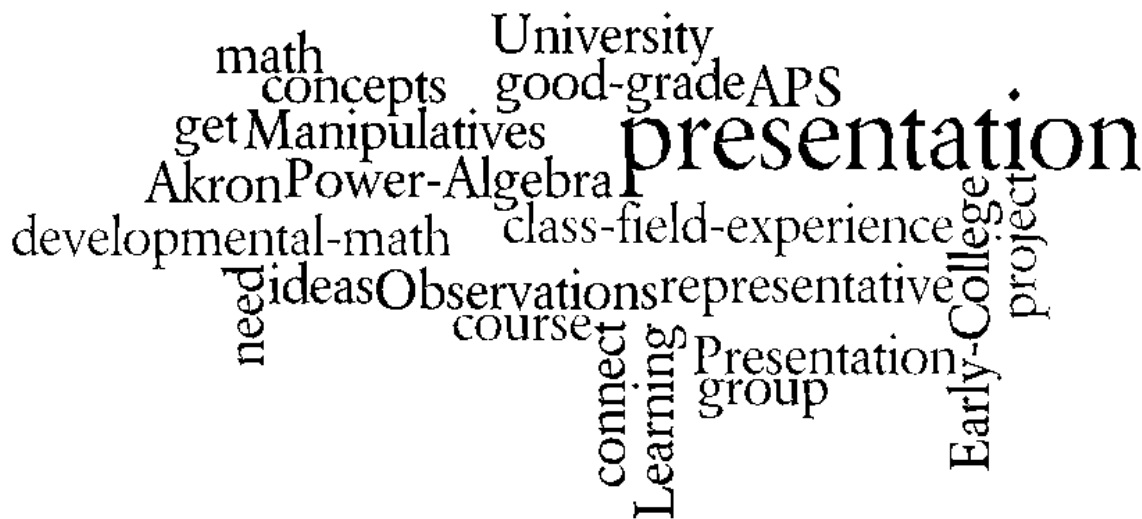 University
math
good-grade APS
concepts
presentation
get Manipulatives
Akron Power-Algebra
developmental-math
class-field-experience
Early-College
project
need
ideas Observations representative
course
connect
Learning
Presentation
group